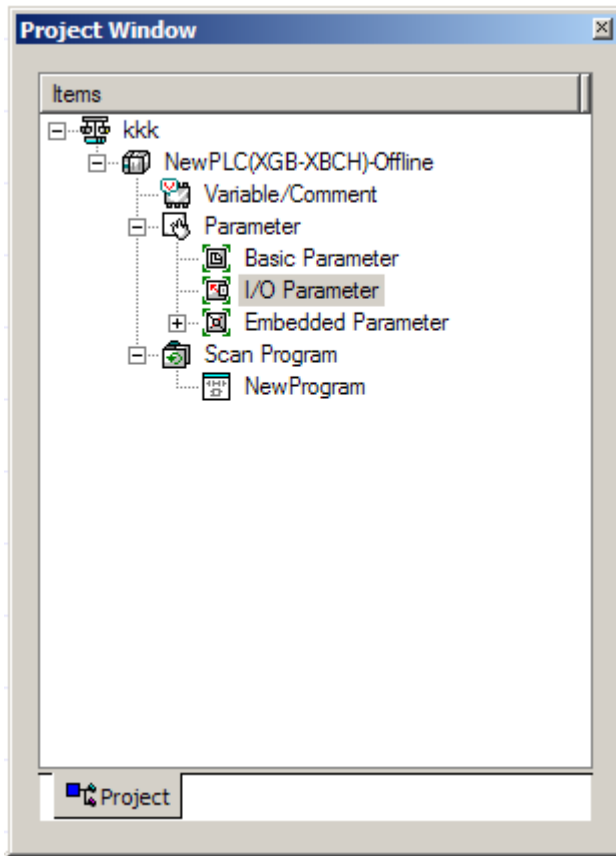 Project Window
Items
kkk
NewPLC(XGB-XBCH)-Offline
Variable/Comment
Parameter
Basic Parameter
I/O Parameter
Embedded Parameter
Scan Program
NewProgram
Project